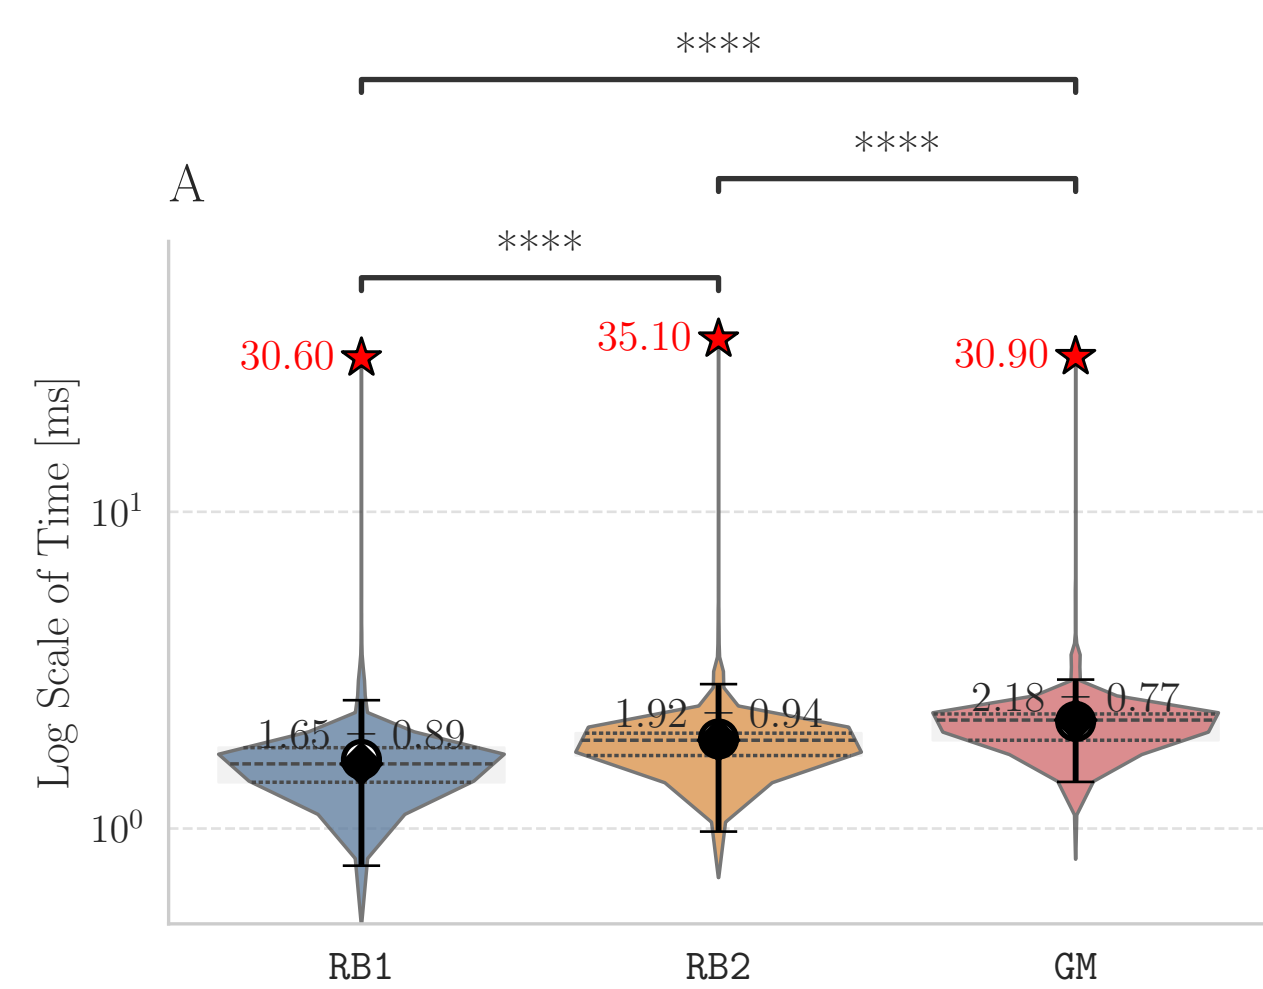 ****
****
A
****
30.60
35.10
30.90
Log Scale of Time [ms]
10¹
1.65 ± 0.89
1.92 ± 0.94
2.18 ± 0.77
10⁰
RB1
RB2
GM